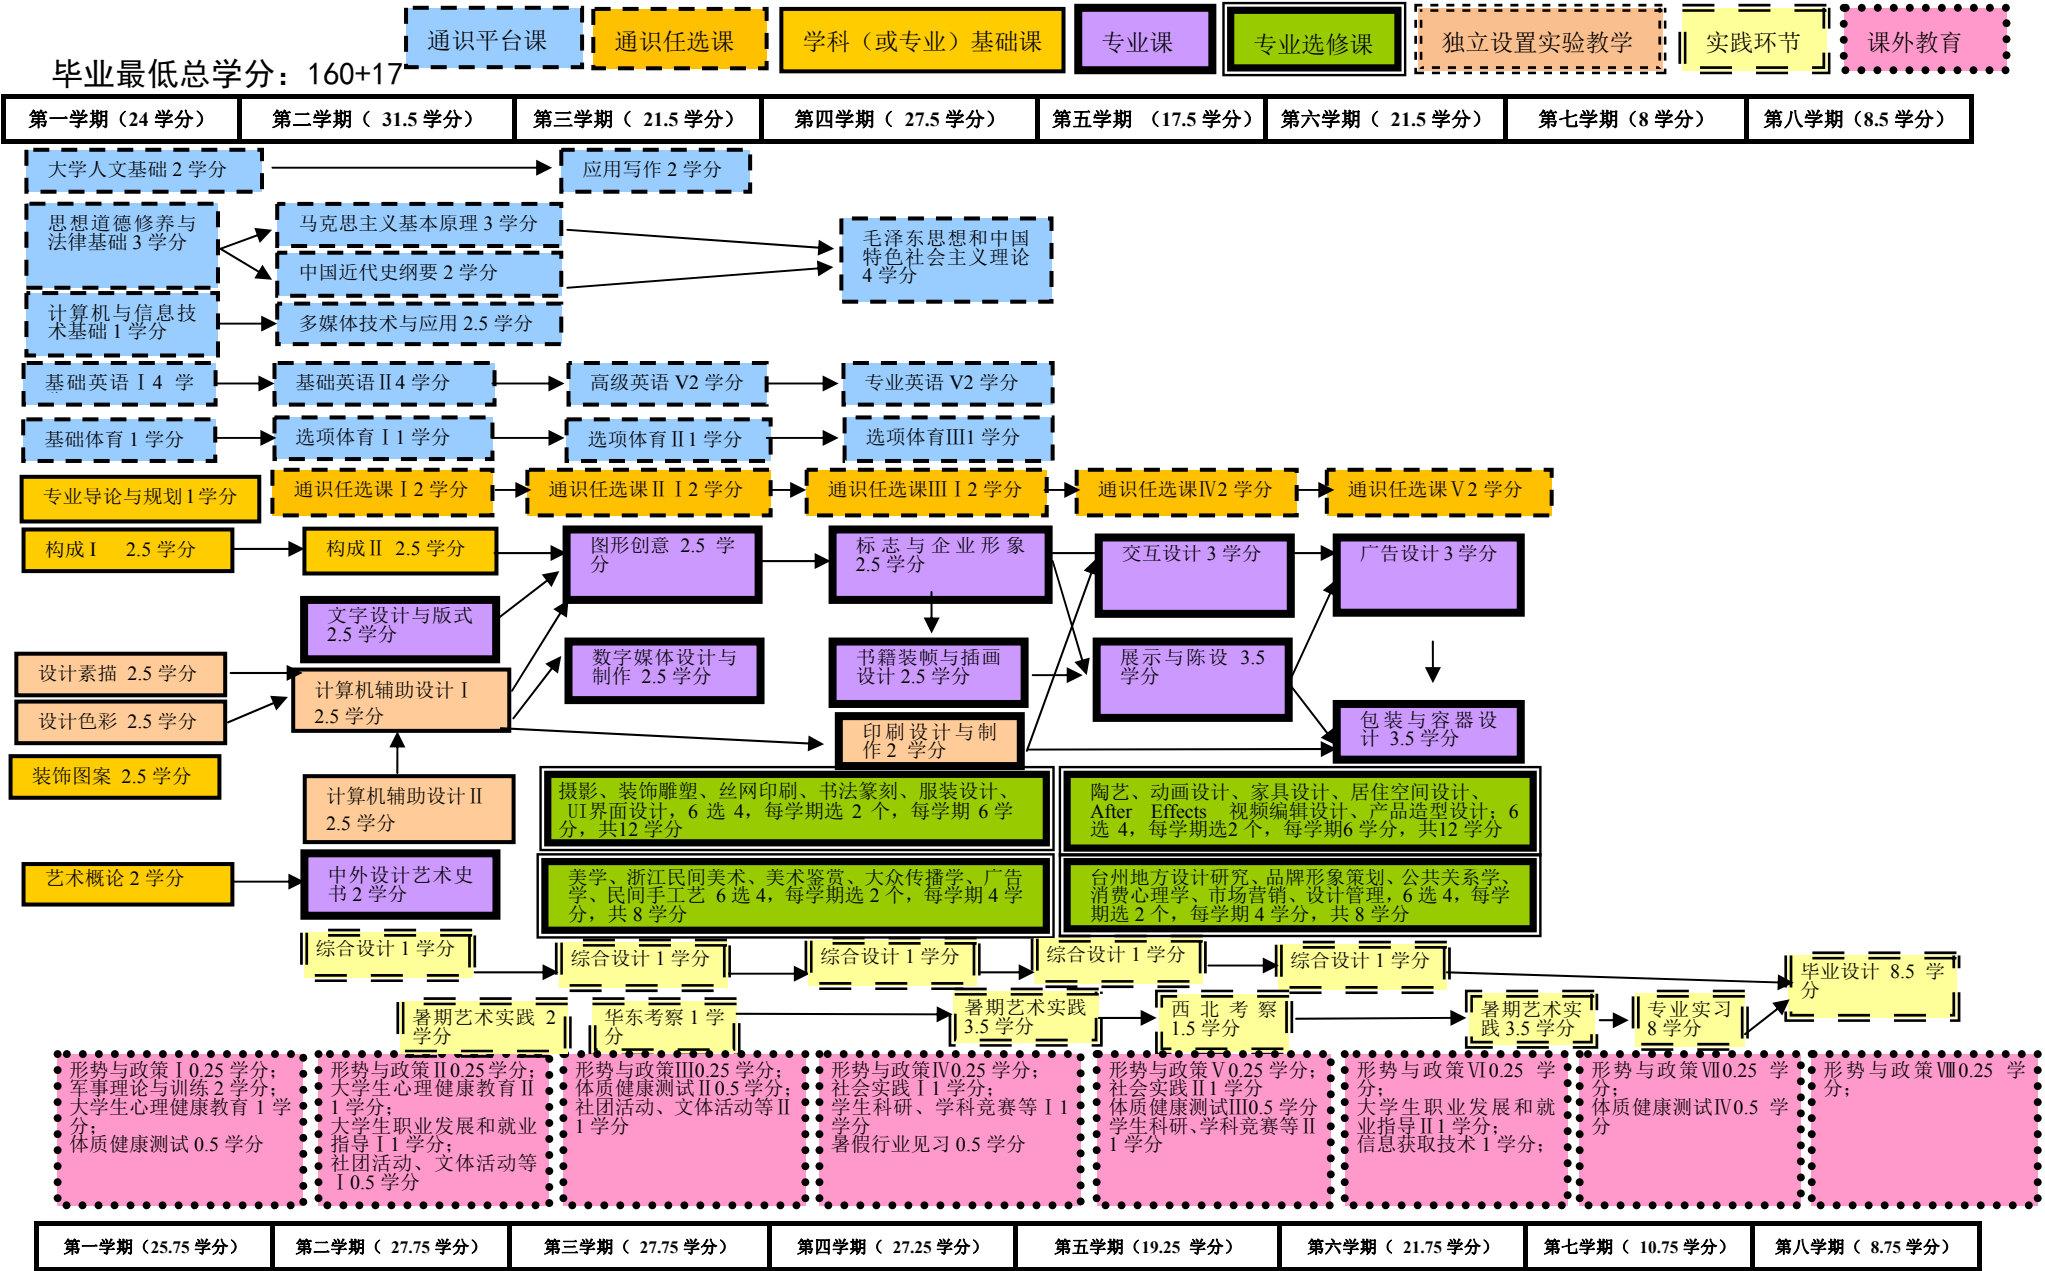 通识平台课
通识任选课
学科（或专业）基础课
专业课
专业选修课
独立设置实验教学
实践环节
课外教育
毕业最低总学分：160+17
第一学期（24 学分）
第二学期（ 31.5 学分）
第三学期（ 21.5 学分）
第四学期（ 27.5 学分）
第五学期 （17.5 学分）
第六学期（ 21.5 学分）
第七学期（8 学分）
第八学期（8.5 学分）
大学人文基础 2 学分
应用写作 2 学分
思想道德修养与
法律基础 3 学分
马克思主义基本原理 3 学分
中国近代史纲要 2 学分
毛泽东思想和中国
特色社会主义理论
4 学分
计算机与信息技
术基础 1 学分
多媒体技术与应用 2.5 学分
基础英语Ⅰ4 学
基础英语Ⅱ4 学分
高级英语 V2 学分
专业英语 V2 学分
基础体育 1 学分
选项体育Ⅰ1 学分
选项体育Ⅱ1 学分
选项体育Ⅲ1 学分
专业导论与规划 1 学分
通识任选课Ⅰ2 学分
通识任选课ⅡⅠ2 学分
通识任选课ⅢⅠ2 学分
通识任选课Ⅳ2 学分
通识任选课Ⅴ2 学分
构成 I 2.5 学分
构成Ⅱ 2.5 学分
图形创意 2.5 学
分
标志与企业形象
2.5 学分
交互设计 3 学分
广告设计 3 学分
文字设计与版式
2.5 学分
数字媒体设计与
制作 2.5 学分
书籍装帧与插画
设计 2.5 学分
展示与陈设 3.5
学分
设计素描 2.5 学分
设计色彩 2.5 学分
计算机辅助设计Ⅰ
2.5 学分
印刷设计与制
作 2 学分
包装与容器设
计 3.5 学分
装饰图案 2.5 学分
计算机辅助设计Ⅱ
2.5 学分
摄影、装饰雕塑、丝网印刷、书法篆刻、服装设计、
UI界面设计，6 选 4，每学期选 2 个，每学期 6 学
分，共12 学分
陶艺、动画设计、家具设计、居住空间设计、
After Effects 视频编辑设计、产品造型设计；6
选 4，每学期选2 个，每学期6 学分，共12 学分
艺术概论 2 学分
中外设计艺术史
书 2 学分
美学、浙江民间美术、美术鉴赏、大众传播学、广告
学、民间手工艺 6 选 4，每学期选 2 个，每学期 4 学
分，共 8 学分
台州地方设计研究、品牌形象策划、公共关系学、
消费心理学、市场营销、设计管理，6 选 4，每学
期选 2 个，每学期 4 学分，共 8 学分
综合设计 1 学分
综合设计 1 学分
综合设计 1 学分
综合设计 1 学分
综合设计 1 学分
毕业设计 8.5 学
分
暑期艺术实践 2
学分
华东考察 1 学
分
暑期艺术实践
3.5 学分
西北考察
1.5 学分
暑期艺术实
践 3.5 学分
专业实习
8 学分
形势与政策Ⅰ0.25 学分；
军事理论与训练 2 学分；
大学生心理健康教育 1 学
分；
体质健康测试 0.5 学分
形势与政策Ⅱ0.25 学分；
大学生心理健康教育Ⅱ
1 学分；
大学生职业发展和就业
指导Ⅰ1 学分；
社团活动、文体活动等
Ⅰ0.5 学分
形势与政策Ⅲ0.25 学分；
体质健康测试Ⅱ0.5 学分；
社团活动、文体活动等Ⅱ
1 学分
形势与政策Ⅳ0.25 学分；
社会实践Ⅰ1 学分；
学生科研、学科竞赛等Ⅰ1
学分
暑假行业见习 0.5 学分
形势与政策Ⅴ0.25 学分；
社会实践Ⅱ1 学分
体质健康测试Ⅲ0.5 学分
学生科研、学科竞赛等Ⅱ
1 学分
形势与政策Ⅵ0.25 学
分；
大学生职业发展和就
业指导Ⅱ1 学分；
信息获取技术 1 学分；
形势与政策Ⅶ0.25 学
分；
体质健康测试Ⅳ0.5 学
分
形势与政策Ⅷ0.25 学
分；
第一学期（25.75 学分）
第二学期（ 27.75 学分）
第三学期（ 27.75 学分）
第四学期（ 27.25 学分）
第五学期（19.25 学分）
第六学期（ 21.75 学分）
第七学期（ 10.75 学分）
第八学期（ 8.75 学分）